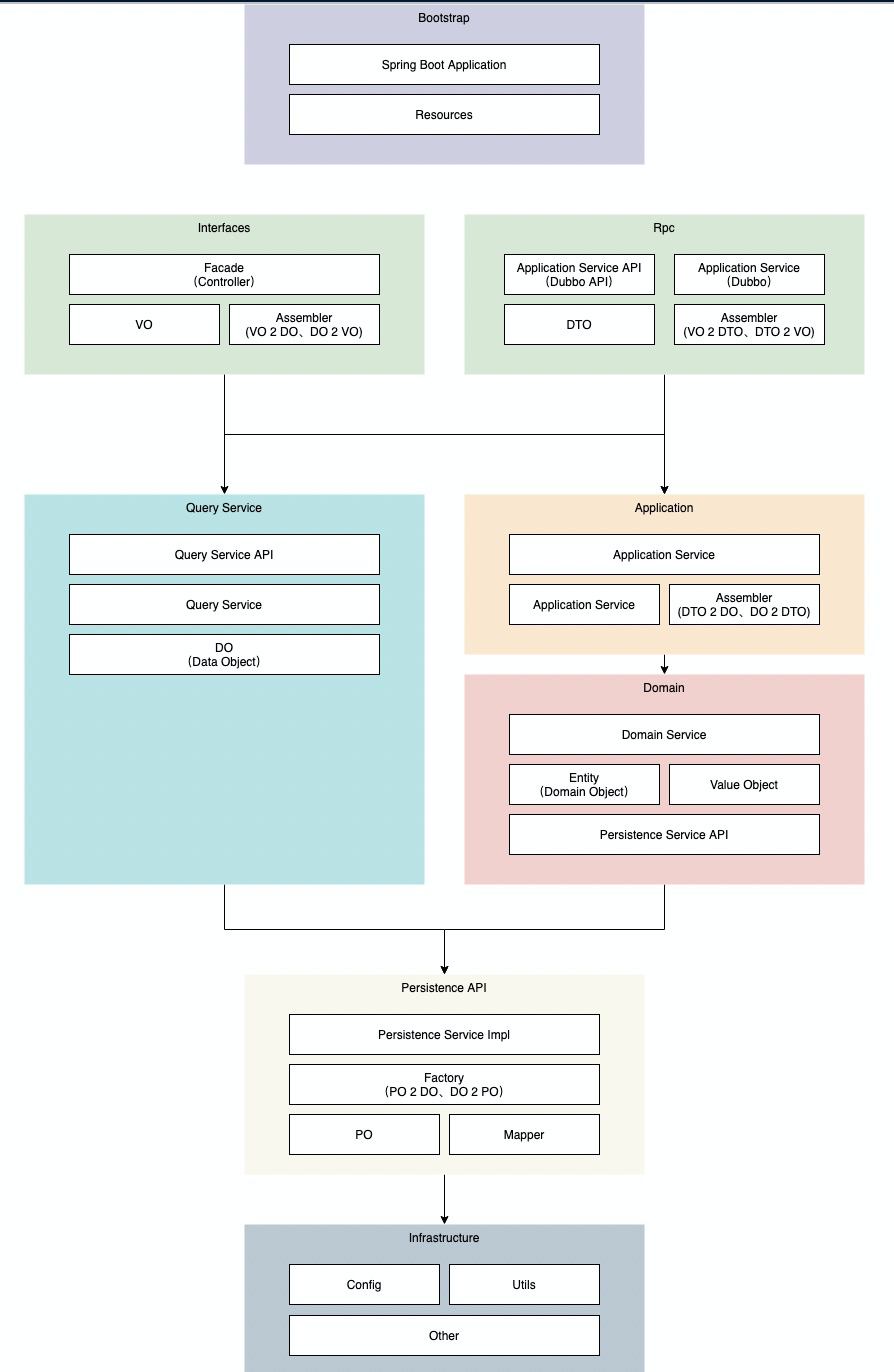 Bootstrap
Spring Boot Application
Resources
Interfaces
Facade
(Controller)
VO
Assembler
(VO 2 DO、DO 2 VO)
Rpc
Application Service API
(Dubbo API)
Application Service
(Dubbo)
DTO
Assembler
(VO 2 DTO、DTO 2 VO)
Query Service
Query Service API
Query Service
DO
(Data Object)
Application
Application Service
Application Service
Assembler
(DTO 2 DO、DO 2 DTO)
Domain
Domain Service
Entity
(Domain Object)
Value Object
Persistence Service API
Persistence API
Persistence Service Impl
Factory
(PO 2 DO、DO 2 PO)
PO
Mapper
Infrastructure
Config
Utils
Other